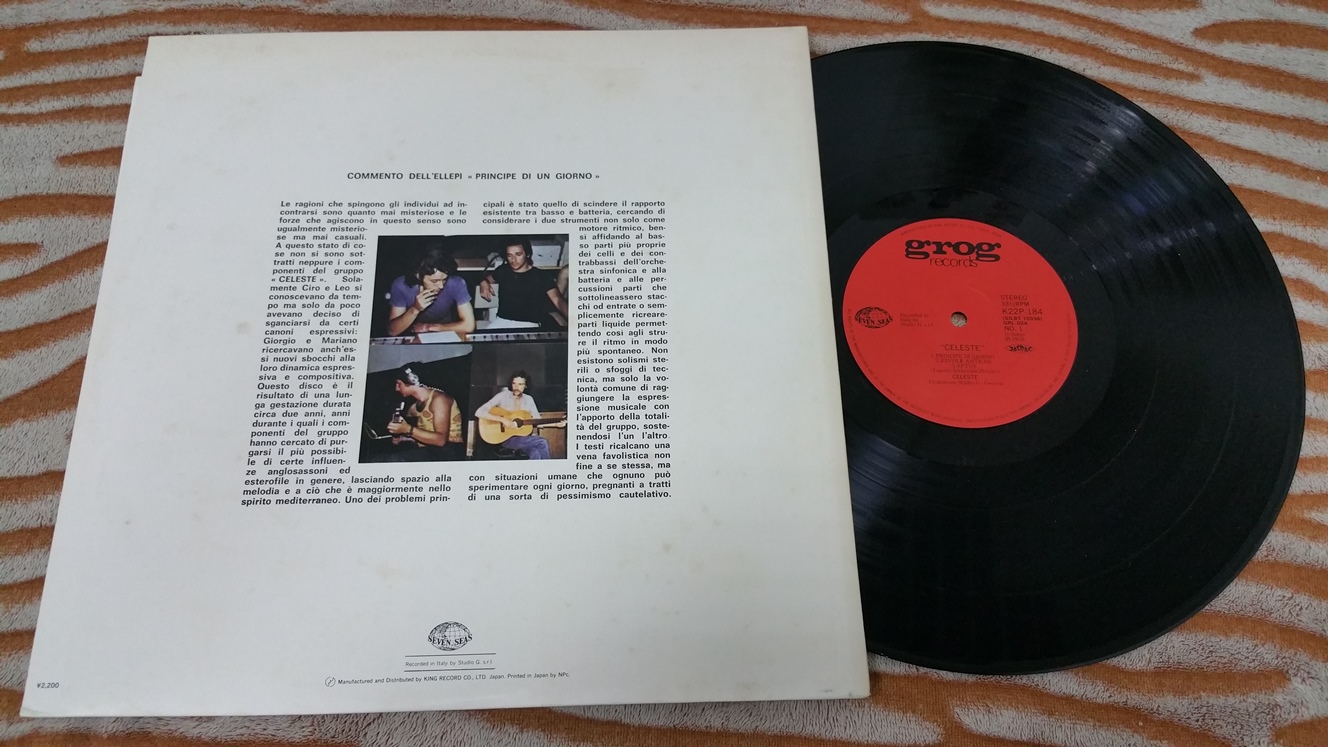 COMMENTO DELL'ELLEPI « PRINCIPE DI UN GIORNO »
Le ragioni che spingono gli individui ad in-
contrarsi sono quanto mai misteriose e le
forze che agiscono in questo senso sono
ugualmente misterio-
se ma mai casuali.
A questo stato di co-
se non si sono sot-
tratti neppure i com-
ponenti del gruppo
« CELESTE ». Sola-
mente Ciro e Leo si
conoscevano da tem-
po ma solo da poco
avevano deciso di
sganciarsi da certi
canoni espressivi:
Giorgio e Mariano
ricercavano anch'es-
si nuovi sbocchi alla
loro dinamica espres-
siva e compositiva.
Questo disco è il
risultato di una lun-
ga gestazione durata
circa due anni, anni
durante i quali i com-
ponenti del gruppo
hanno cercato di pur-
garsi il più possibi-
le di certe influen-
ze anglosassoni ed
esterofile in genere, lasciando spazio alla
melodia e a ciò che è maggiormente nello
spirito mediterraneo. Uno dei problemi prin-
cipali è stato quello di scindere il rapporto
esistente tra basso e batteria, cercando di
considerare i due strumenti non solo come
motore ritmico, ben-
si affidando al bas-
so parti più proprie
dei celli e dei con-
trabbassi dell'orche-
stra sinfonica e alla
batteria e alle per-
cussioni parti che
sottolineassero stac-
chi od entrate o sem-
plicemente ricreare-
parti liquide permet-
tendo così agli stru-
re il ritmo in modo
più spontaneo. Non
esistono solismi ste-
rili o sfoggi di tec-
nica, ma solo la vo-
lontà comune di rag-
giungere la espres-
sione musicale con
l'apporto della totali-
tà del gruppo, soste-
nendosi l'un l'altro
I testi ricalcano una
vena favolistica non
fine a se stessa, ma
con situazioni umane che ognuno può
sperimentare ogni giorno, pregnanti a tratti
di una sorta di pessimismo cautelativo.
SEVEN SEAS
Recorded in Italy by Studio G. s.r.l
Manufactured and Distributed by KING RECORD CO., LTD. Japan. Printed in Japan by NPc.
¥2,200
grog
records
SEVEN SEAS
Recorded in
Italy by
Studio G. s.r.l
STEREO
33⅓RPM
K22P 184
NO. 1
"CELESTE"
CELESTE